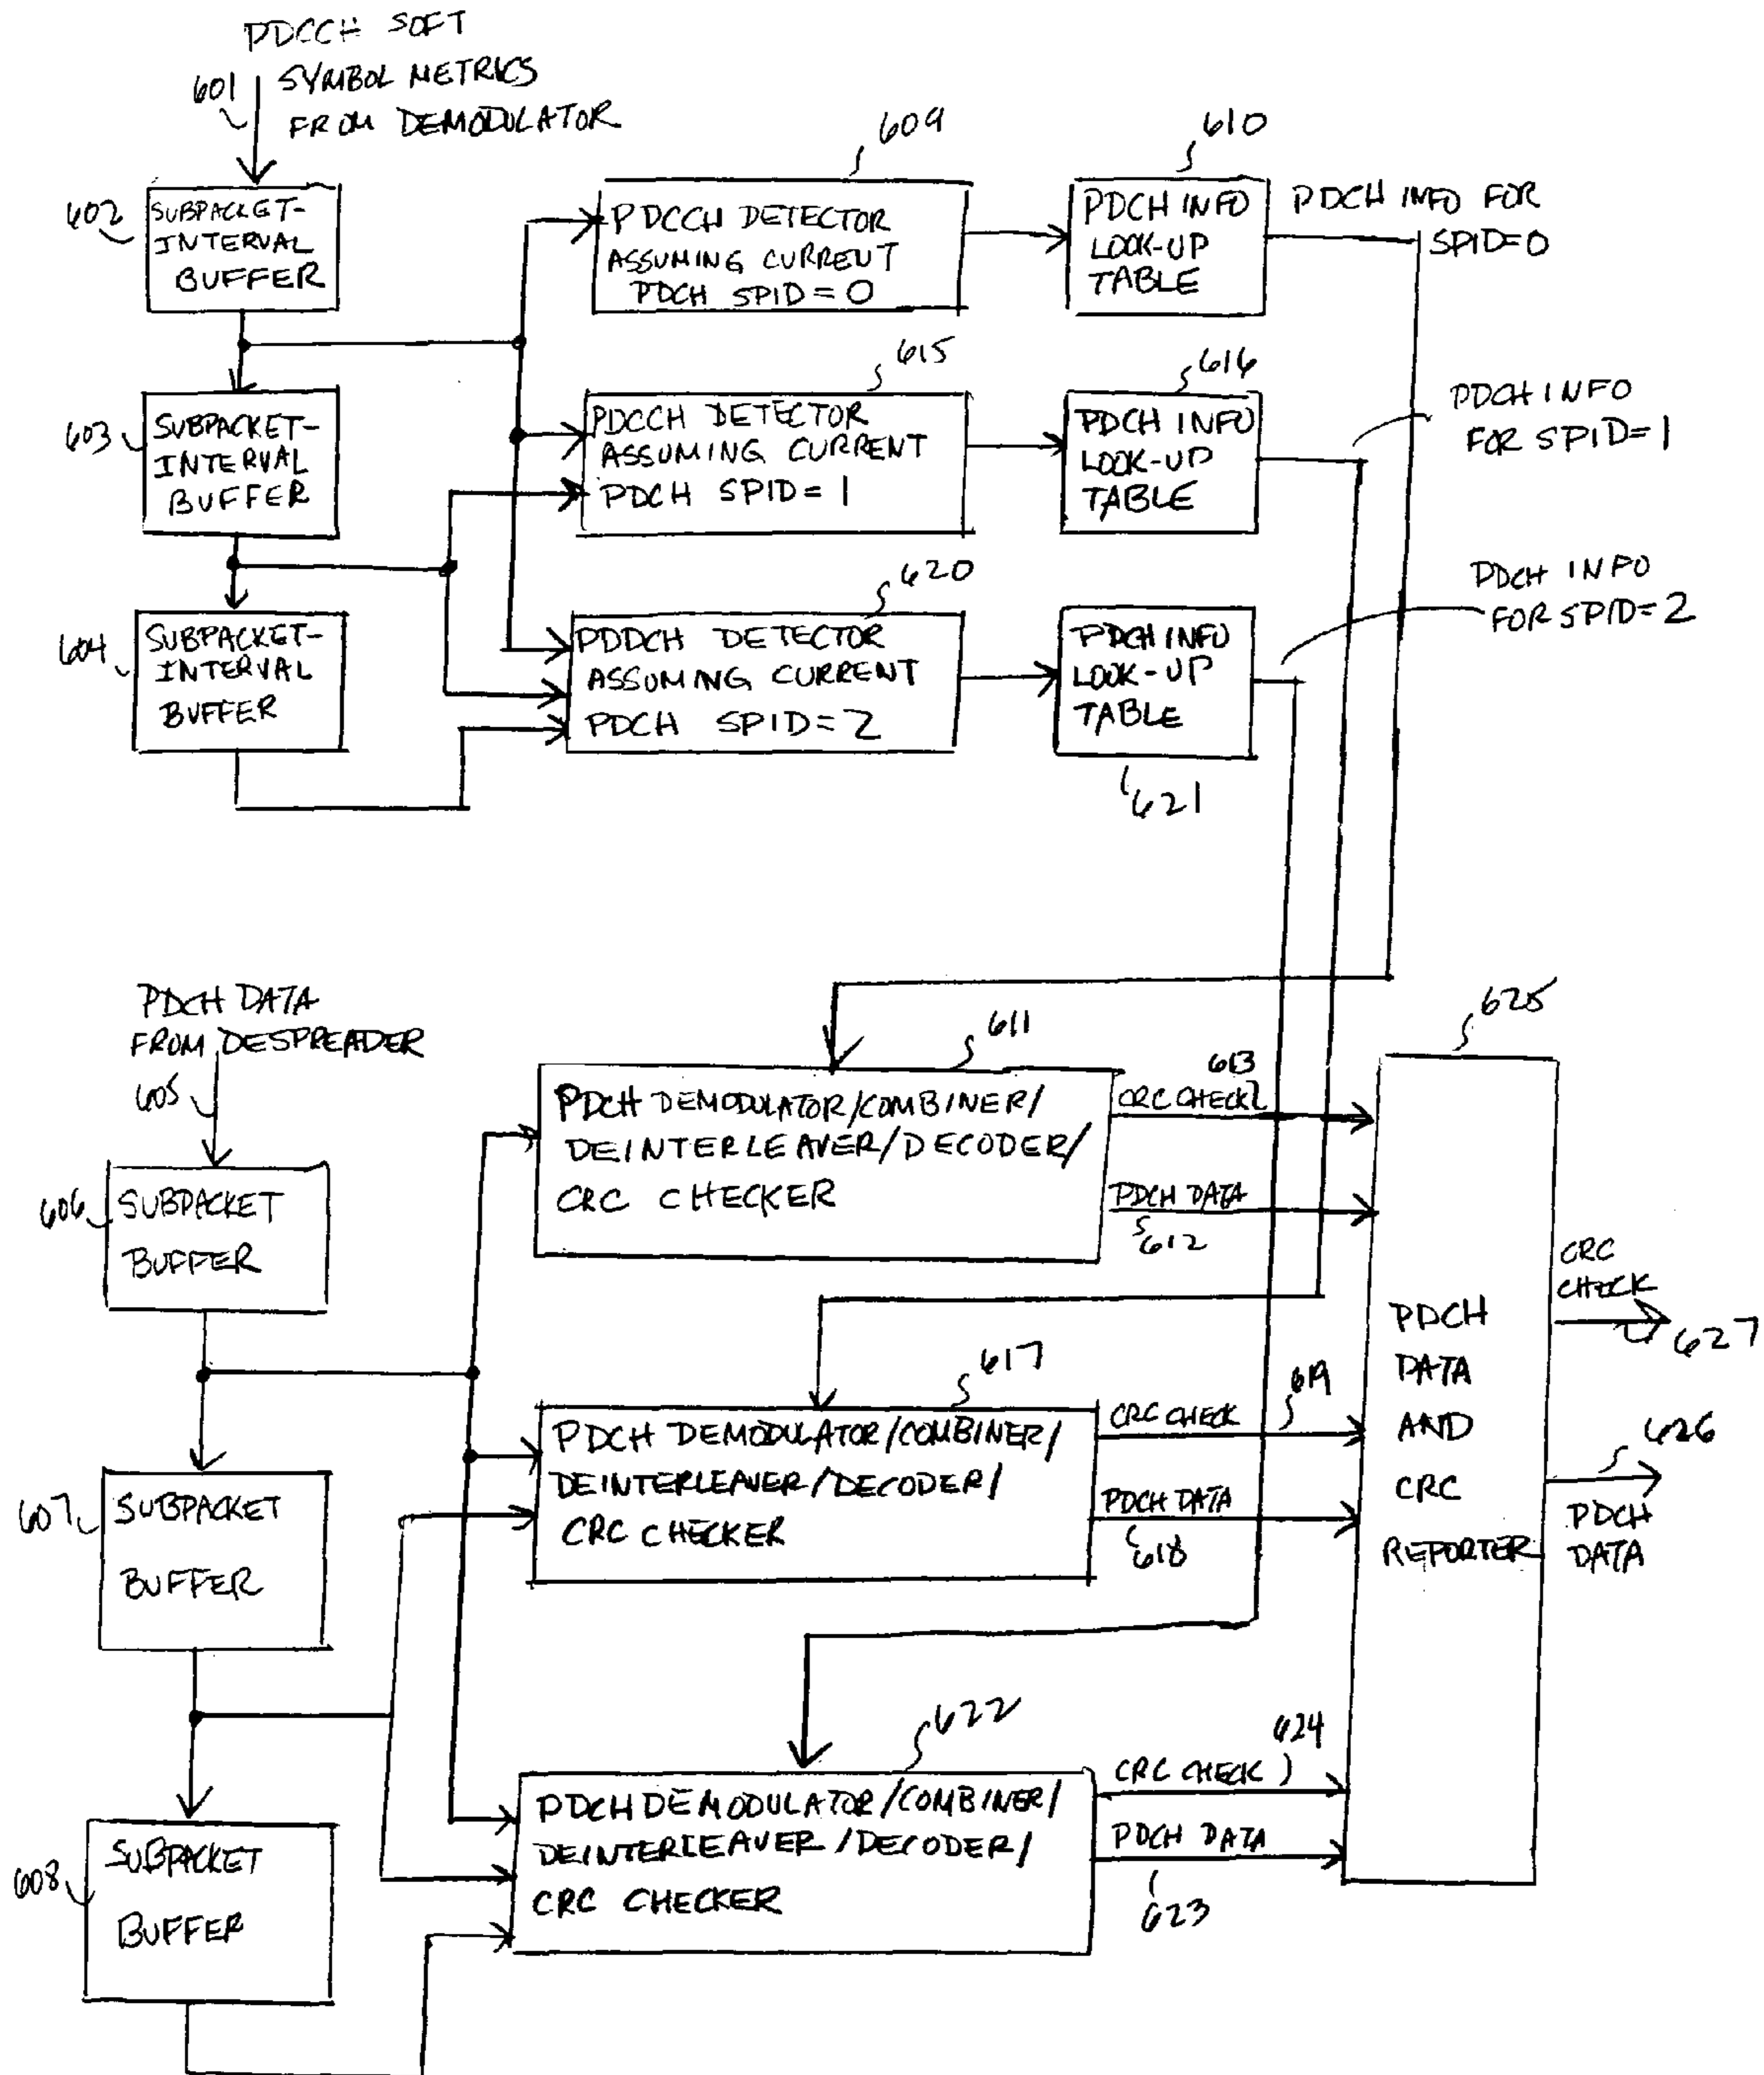 PDCCH SOFT
SYMBOL METRICS
FROM DEMODULATOR
601
602
SUBPACKET-
INTERVAL
BUFFER
609
PDCCH DETECTOR
ASSUMING CURRENT
PDCH SPID = 0
610
PDCH INFO
LOOK-UP
TABLE
PDCH INFO FOR
SPID=0
603
SUBPACKET-
INTERVAL
BUFFER
615
PDCCH DETECTOR
ASSUMING CURRENT
PDCH SPID = 1
616
PDCH INFO
LOOK-UP
TABLE
PDCH INFO
FOR SPID=1
604
SUBPACKET-
INTERVAL
BUFFER
620
PDDCH DETECTOR
ASSUMING CURRENT
PDCH SPID=2
PDCH INFO
LOOK-UP
TABLE
621
PDCH INFO
FOR SPID=2
PDCH DATA
FROM DESPREADER
605
606
SUBPACKET
BUFFER
611
PDCH DEMODULATOR/COMBINER/
DEINTERLEAVER/DECODER/
CRC CHECKER
613
CRC CHECK
PDCH DATA
612
625
PDCH
DATA
AND
CRC
REPORTER
CRC
CHECK
627
626
PDCH
DATA
607
SUBPACKET
BUFFER
617
PDCH DEMODULATOR/COMBINER/
DEINTERLEAVER/DECODER/
CRC CHECKER
CRC CHECK
619
PDCH DATA
618
608
SUBPACKET
BUFFER
622
PDCH DEMODULATOR/COMBINER/
DEINTERLEAVER/DECODER/
CRC CHECKER
624
CRC CHECK
PDCH DATA
623